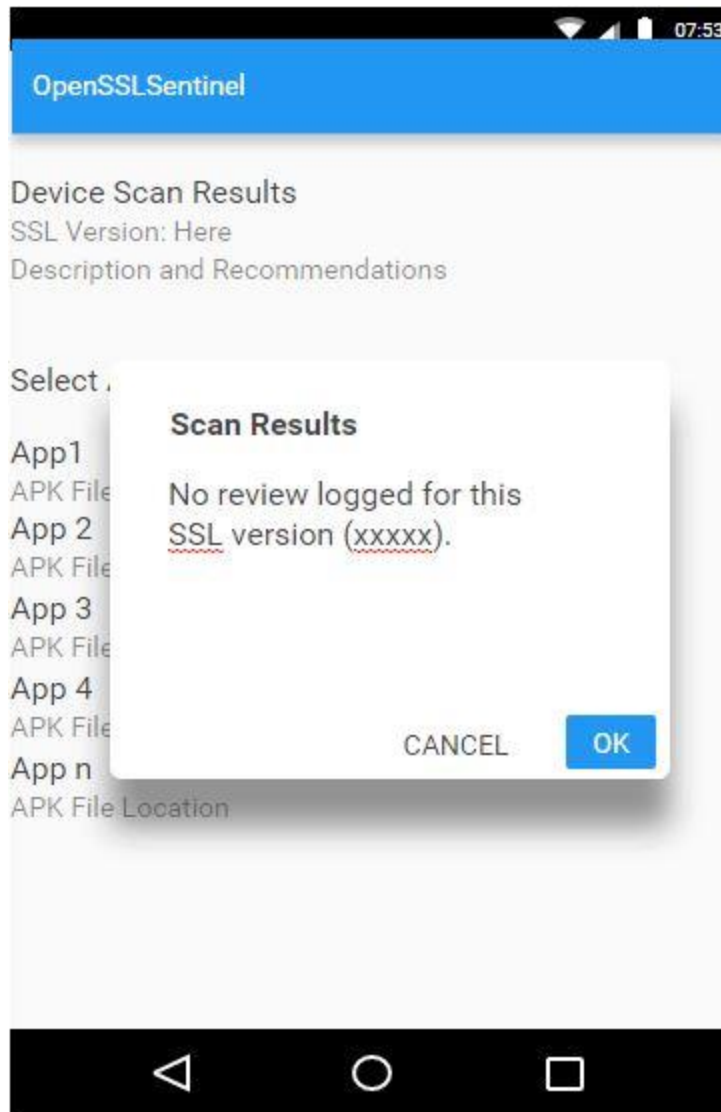 07:53
OpenSSLSentinel
Device Scan Results
SSL Version: Here
Description and Recommendations
Select
Scan Results
No review logged for this
SSL version (xxxxx).
CANCEL
OK
App1
APK File
App 2
APK File
App 3
APK File
App 4
APK File
App n
APK File Location